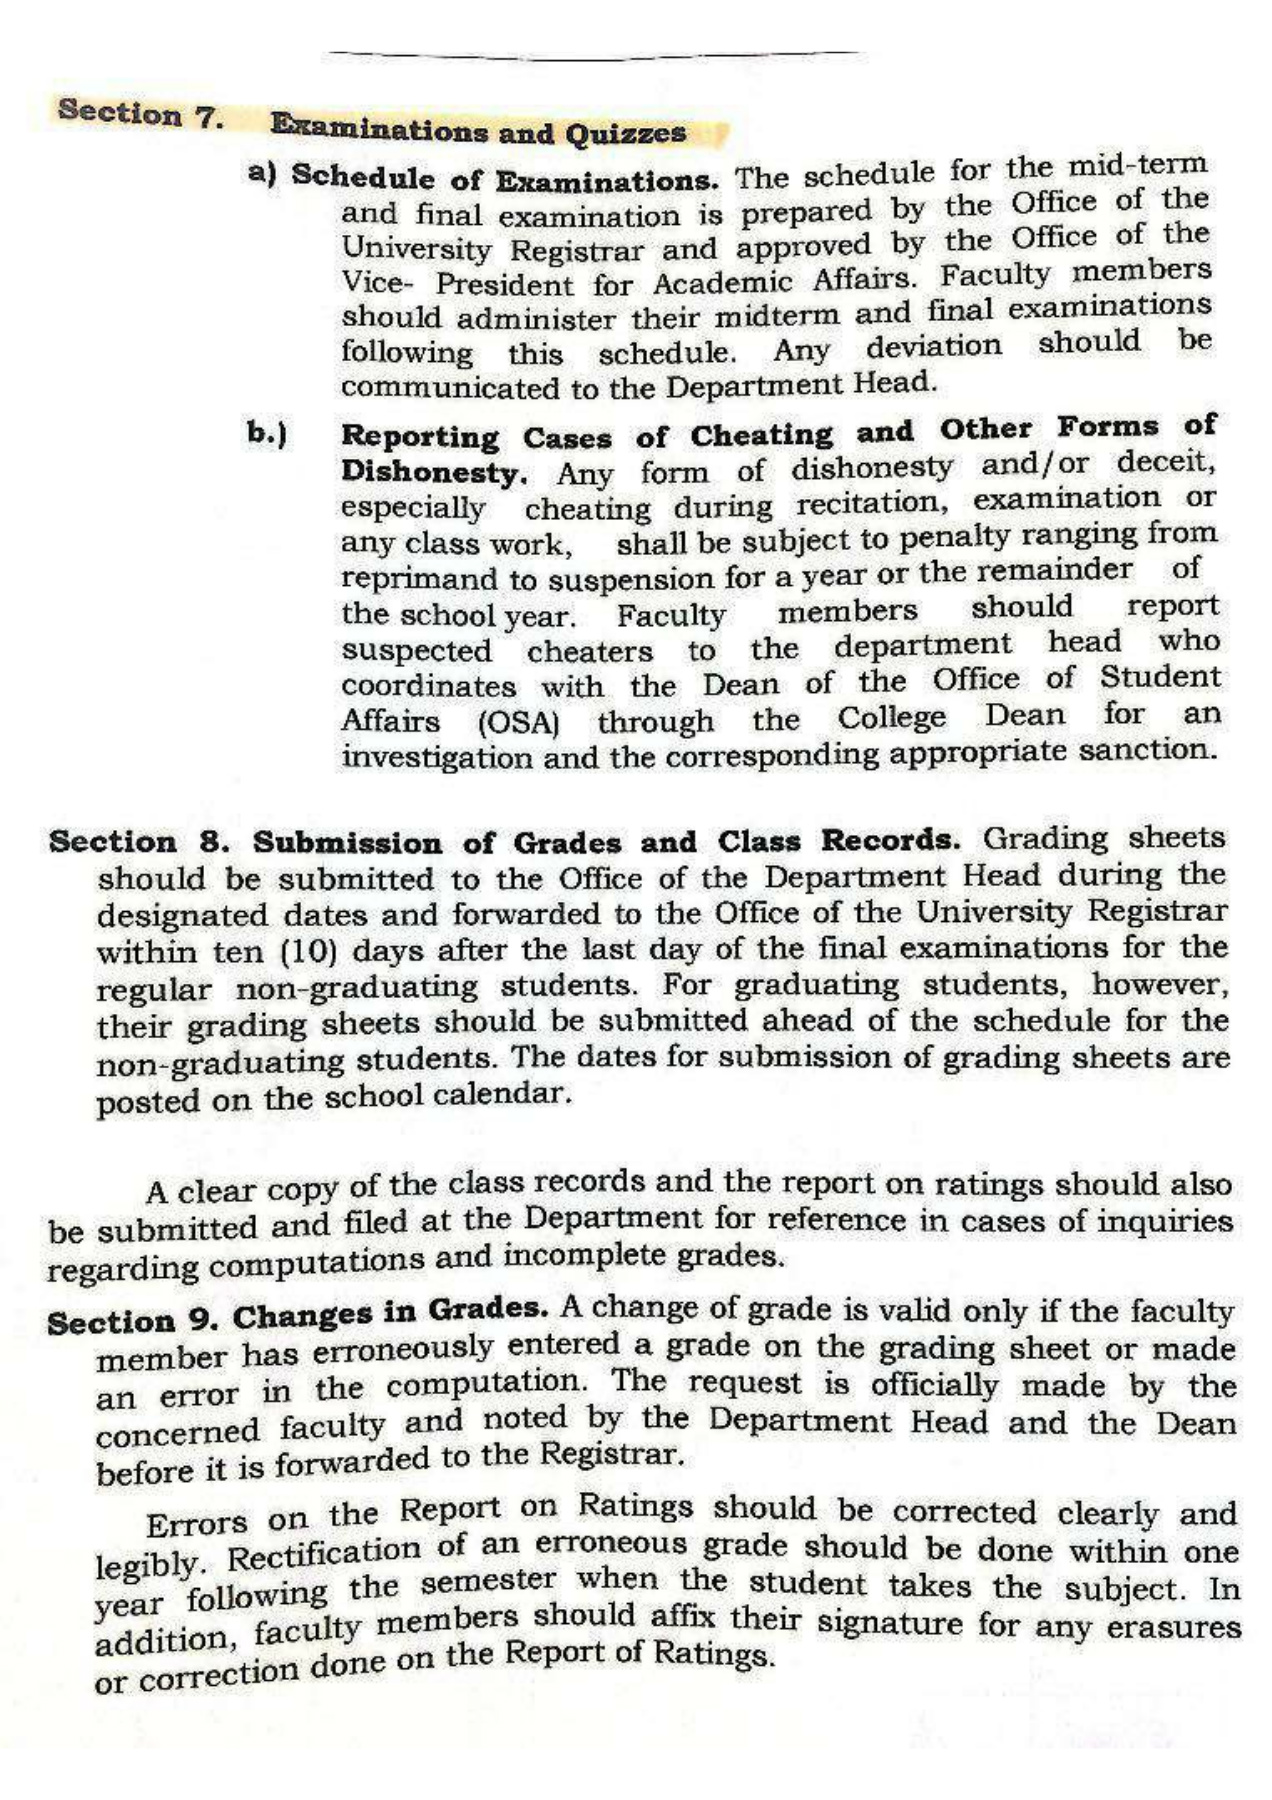 Section 7. Examinations and Quizzes
a) Schedule of Examinations. The schedule for the mid-term
and final examination is prepared by the Office of the
University Registrar and approved by the Office of the
Vice- President for Academic Affairs. Faculty members
should administer their midterm and final examinations
following this schedule. Any deviation should be
communicated to the Department Head.
b.) Reporting Cases of Cheating and Other Forms of
Dishonesty. Any form of dishonesty and/or deceit,
especially cheating during recitation, examination or
any class work, shall be subject to penalty ranging from
reprimand to suspension for a year or the remainder of
the school year. Faculty members should report
suspected cheaters to the department head who
coordinates with the Dean of the Office of Student
Affairs (OSA) through the College Dean for an
investigation and the corresponding appropriate sanction.
Section 8. Submission of Grades and Class Records. Grading sheets
should be submitted to the Office of the Department Head during the
designated dates and forwarded to the Office of the University Registrar
within ten (10) days after the last day of the final examinations for the
regular non-graduating students. For graduating students, however,
their grading sheets should be submitted ahead of the schedule for the
non-graduating students. The dates for submission of grading sheets are
posted on the school calendar.
A clear copy of the class records and the report on ratings should also
be submitted and filed at the Department for reference in cases of inquiries
regarding computations and incomplete grades.
Section 9. Changes in Grades. A change of grade is valid only if the faculty
member has erroneously entered a grade on the grading sheet or made
an error in the computation. The request is officially made by the
concerned faculty and noted by the Department Head and the Dean
before it is forwarded to the Registrar.
Errors on the Report on Ratings should be corrected clearly and
legibly. Rectification of an erroneous grade should be done within one
year following the semester when the student takes the subject. In
addition, faculty members should affix their signature for any erasures
or correction done on the Report of Ratings.